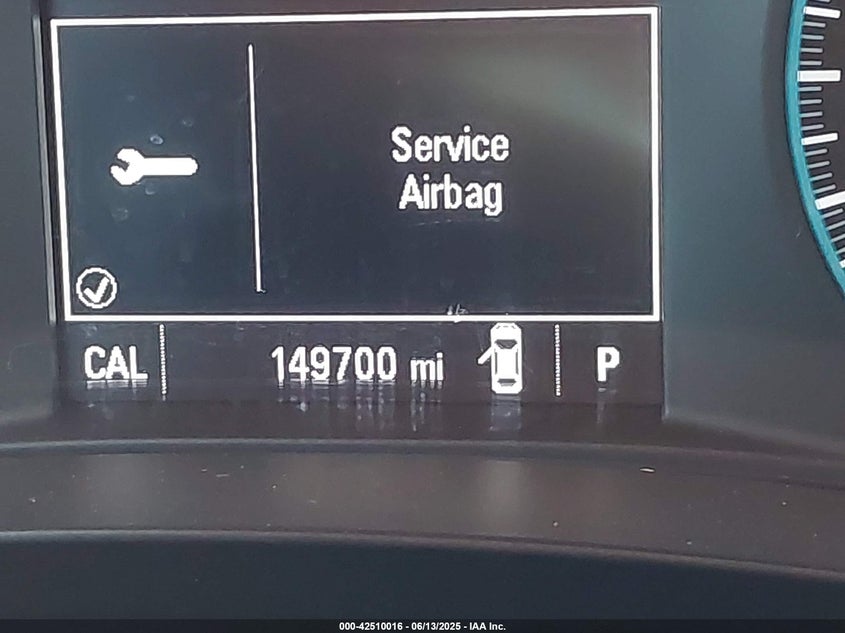 Service
Airbag
CAL 149700 mi P
000-42510016 - 06/13/2025 - IAA Inc.